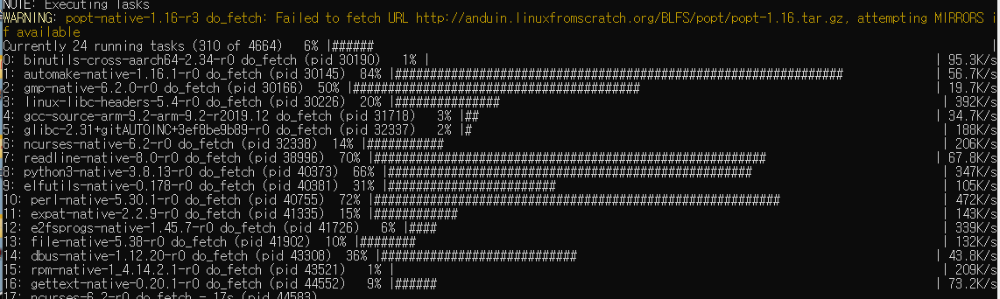 NOTE: Executing Tasks
WARNING: popt-native-1.16-r3 do_fetch: Failed to fetch URL http://anduin.linuxfromscratch.org/BLFS/popt/popt-1.16.tar.gz, attempting MIRRORS i
f available
Currently 24 running tasks (310 of 4664)   6% |######                                                                                          |
0: binutils-cross-aarch64-2.34-r0 do_fetch (pid 30190)   1% |                                                                          | 95.3K/s
1: automake-native-1.16.1-r0 do_fetch (pid 30145)  84% |################################################################              | 56.7K/s
2: gmp-native-6.2.0-r0 do_fetch (pid 30166)  50% |#########################################                                         | 19.7K/s
3: linux-libc-headers-5.4-r0 do_fetch (pid 30226)  20% |###############                                                               | 392K/s
4: gcc-source-arm-9.2-arm-9.2-r2019.12 do_fetch (pid 31718)   3% |##                                                                  | 34.7K/s
5: glibc-2.31+gitAUTOINC+3ef8be9b89-r0 do_fetch (pid 32337)   2% |#                                                                   | 188K/s
6: ncurses-native-6.2-r0 do_fetch (pid 32338)  14% |###########                                                                       | 206K/s
7: readline-native-8.0-r0 do_fetch (pid 38996)  70% |########################################################                        | 67.8K/s
8: python3-native-3.8.13-r0 do_fetch (pid 40373)  66% |####################################################                          | 347K/s
9: elfutils-native-0.178-r0 do_fetch (pid 40381)  31% |########################                                                      | 105K/s
10: perl-native-5.30.1-r0 do_fetch (pid 40755)  72% |##########################################################                      | 472K/s
11: expat-native-2.2.9-r0 do_fetch (pid 41335)  15% |############                                                                    | 143K/s
12: e2fsprogs-native-1.45.7-r0 do_fetch (pid 41726)   6% |####                                                                        | 339K/s
13: file-native-5.38-r0 do_fetch (pid 41902)  10% |########                                                                          | 132K/s
14: dbus-native-1.12.20-r0 do_fetch (pid 43308)  36% |############################                                                   | 43.8K/s
15: rpm-native-1_4.14.2.1-r0 do_fetch (pid 43521)   1% |                                                                              | 209K/s
16: gettext-native-0.20.1-r0 do_fetch (pid 44552)   9% |######                                                                        | 73.2K/s
17: ncurses-6.2-r0 do_fetch - 17s (pid 44583)